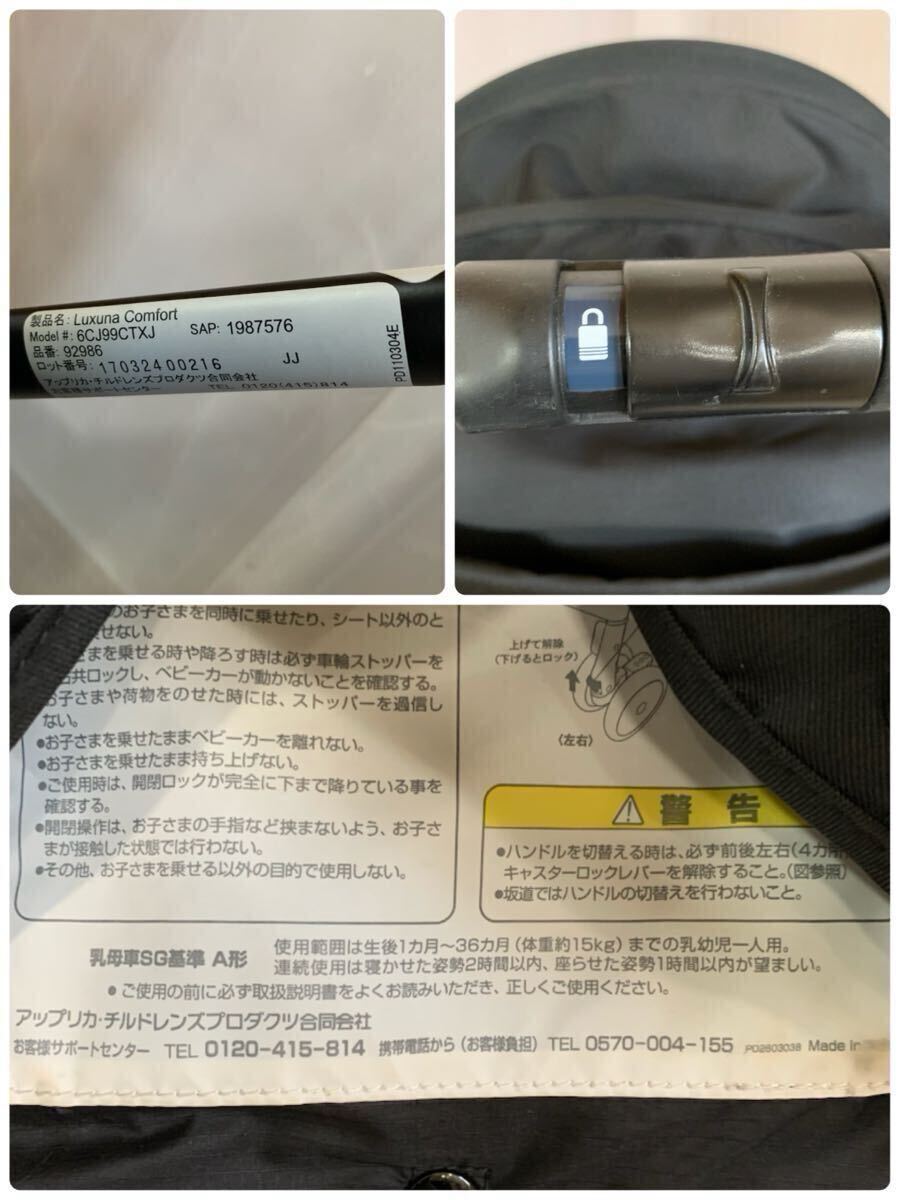 製品名: Luxuna Comfort
Model #: 6CJ99CTXJ SAP: 1987576
品番: 92986
ロット番号: 17032400216 JJ
アップリカ・チルドレンズプロダクツ合同会社
お客様サポートセンター TEL 0120(415)814
PD110304E
のお子さまを同時に乗せたり、シート以外のと
乗せない。
さまを乗せる時や降ろす時は必ず車輪ストッパーを
共ロックし、ベビーカーが動かないことを確認する。
お子さまや荷物をのせた時には、ストッパーを過信し
ない。
●お子さまを乗せたままベビーカーを離れない。
●お子さまを乗せたまま持ち上げない。
●ご使用時は、開閉ロックが完全に下まで降りている事を
確認する。
●開閉操作は、お子さまの手指など挟まないよう、お子さ
まが接触した状態では行わない。
●その他、お子さまを乗せる以外の目的で使用しない。
上げて解除
(下げるとロック)
〈左右〉
警告
●ハンドルを切替える時は、必ず前後左右(4カ所)
キャスターロックレバーを解除すること。(図参照)
●坂道ではハンドルの切替えを行わないこと。
乳母車SG基準 A形
使用範囲は生後1カ月〜36カ月(体重約15kg)までの乳幼児一人用。
連続使用は寝かせた姿勢2時間以内、座らせた姿勢1時間以内が望ましい。
●ご使用の前に必ず取扱説明書をよくお読みいただき、正しくご使用ください。
アップリカ・チルドレンズプロダクツ合同会社
お客様サポートセンター TEL 0120-415-814 携帯電話から(お客様負担) TEL 0570-004-155 PD2603038 Made in